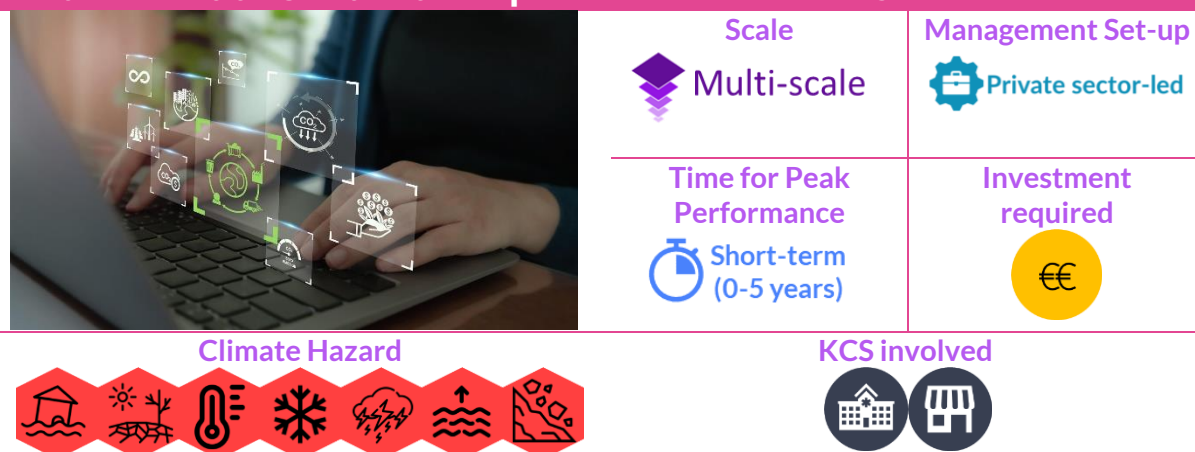 Scale
Management Set-up
Multi-scale
Private sector-led
Time for Peak
Performance
Investment
required
Short-term
(0-5 years)
€€
Climate Hazard
KCS involved